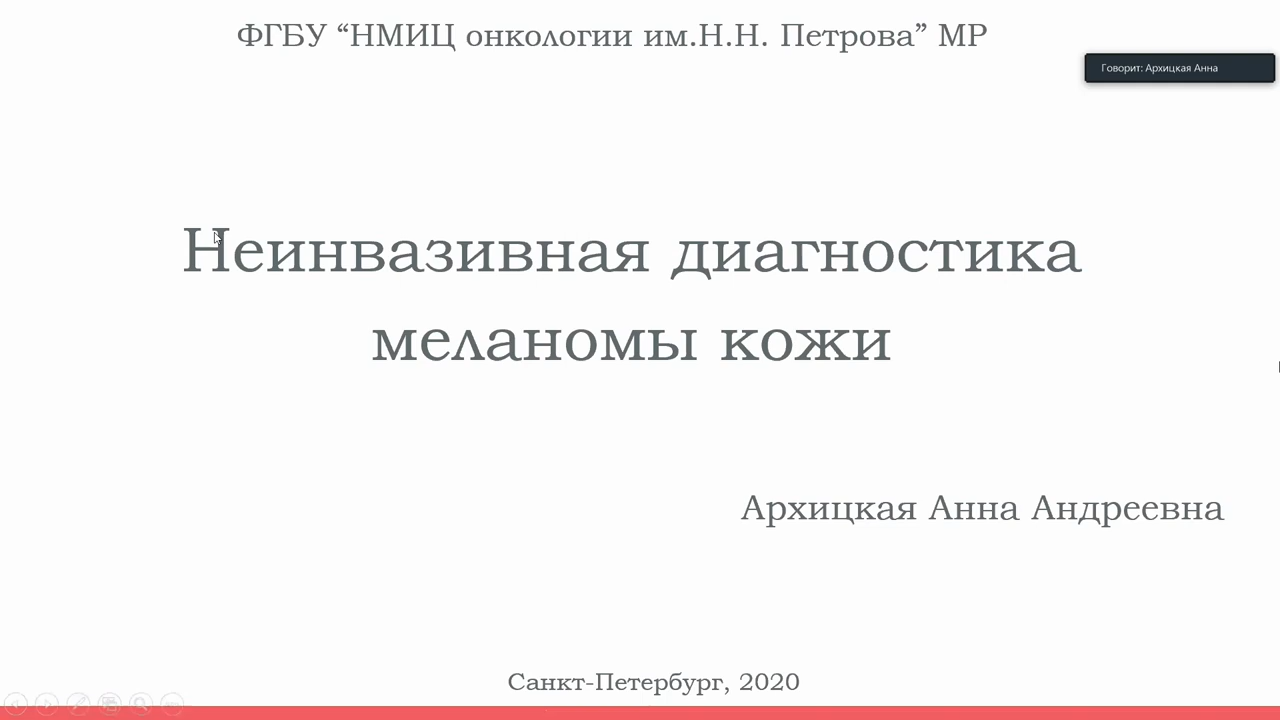 ФГБУ “НМИЦ онкологии им.Н.Н. Петрова” МР
Говорит: Архицкая Анна
Неинвазивная диагностика
меланомы кожи
Архицкая Анна Андреевна
Санкт-Петербург, 2020